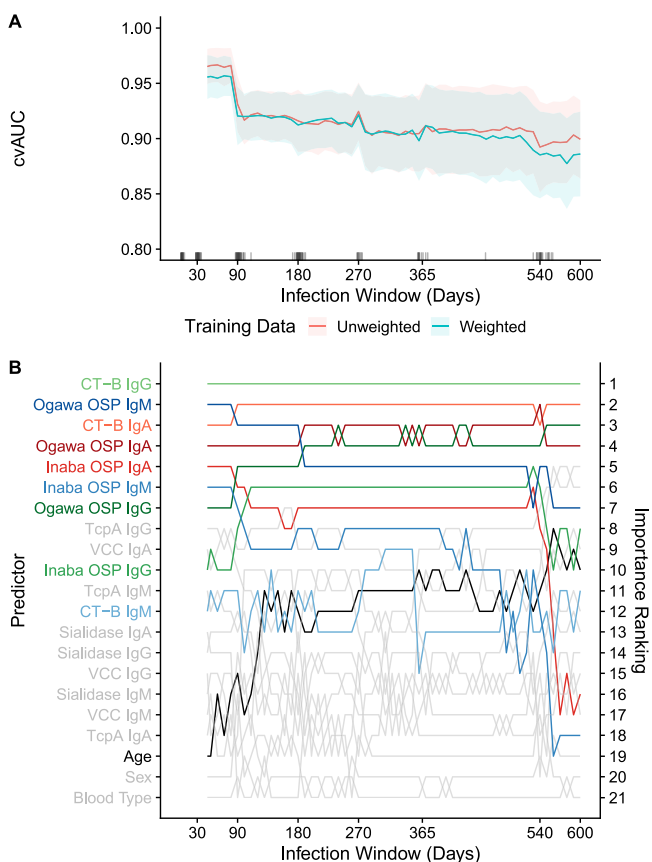 A
cvAUC
1.00
0.95
0.90
0.85
0.80
30 90 180 270 365 540 600
Infection Window (Days)
Training Data Unweighted Weighted
B
Predictor
CT−B IgG 1
Ogawa OSP IgM 2
CT−B IgA 3
Ogawa OSP IgA 4
Inaba OSP IgA 5
Inaba OSP IgM 6
Ogawa OSP IgG 7
TcpA IgG 8
VCC IgA 9
Inaba OSP IgG 10
TcpA IgM 11
CT−B IgM 12
Sialidase IgA 13
Sialidase IgG 14
VCC IgG 15
Sialidase IgM 16
VCC IgM 17
TcpA IgA 18
Age 19
Sex 20
Blood Type 21
Importance Ranking
30 90 180 270 365 540 600
Infection Window (Days)